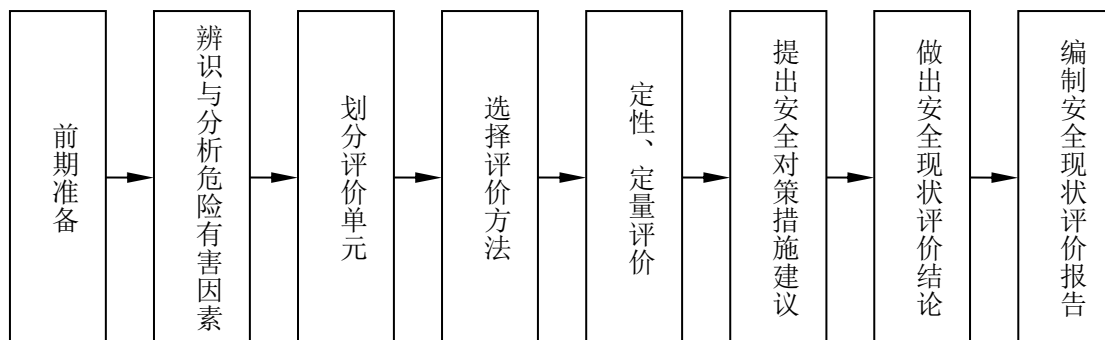 前期准备
辨识与分析危险有害因素
划分评价单元
选择评价方法
定性、定量评价
提出安全对策措施建议
做出安全现状评价结论
编制安全现状评价报告